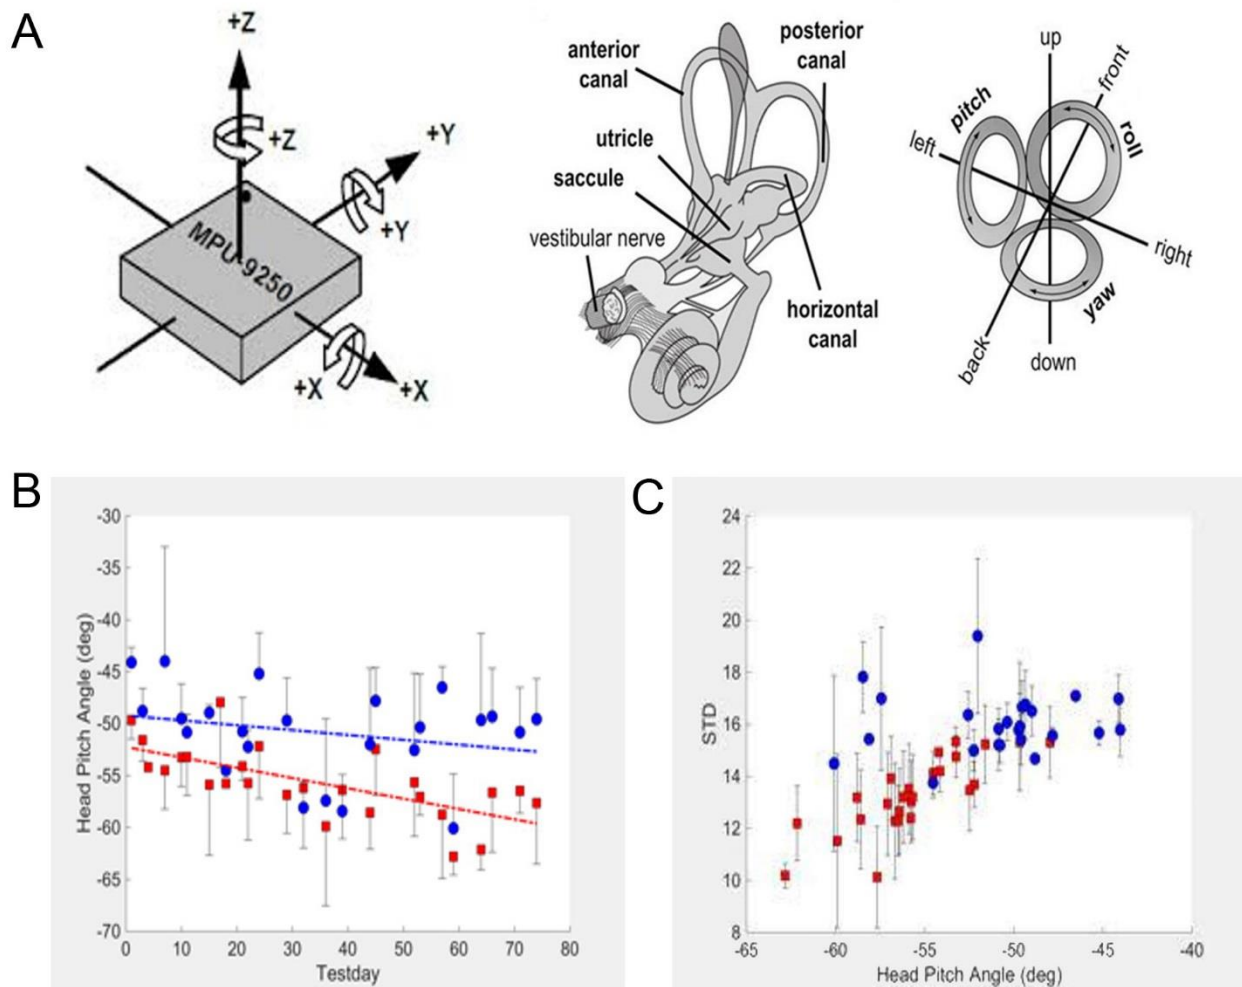 A
+Z
+Z
+Y
+Y
MPU-9250
+X
+X
anterior
canal
posterior
canal
utricle
saccule
vestibular nerve
horizontal
canal
up
front
pitch
roll
left
right
yaw
back
down
B
-30
-35
-40
-45
-50
-55
-60
-65
-70
Head Pitch Angle (deg)
0 10 20 30 40 50 60 70 80
Testday
C
24
22
20
18
16
14
12
10
8
STD
-65 -60 -55 -50 -45 -40
Head Pitch Angle (deg)